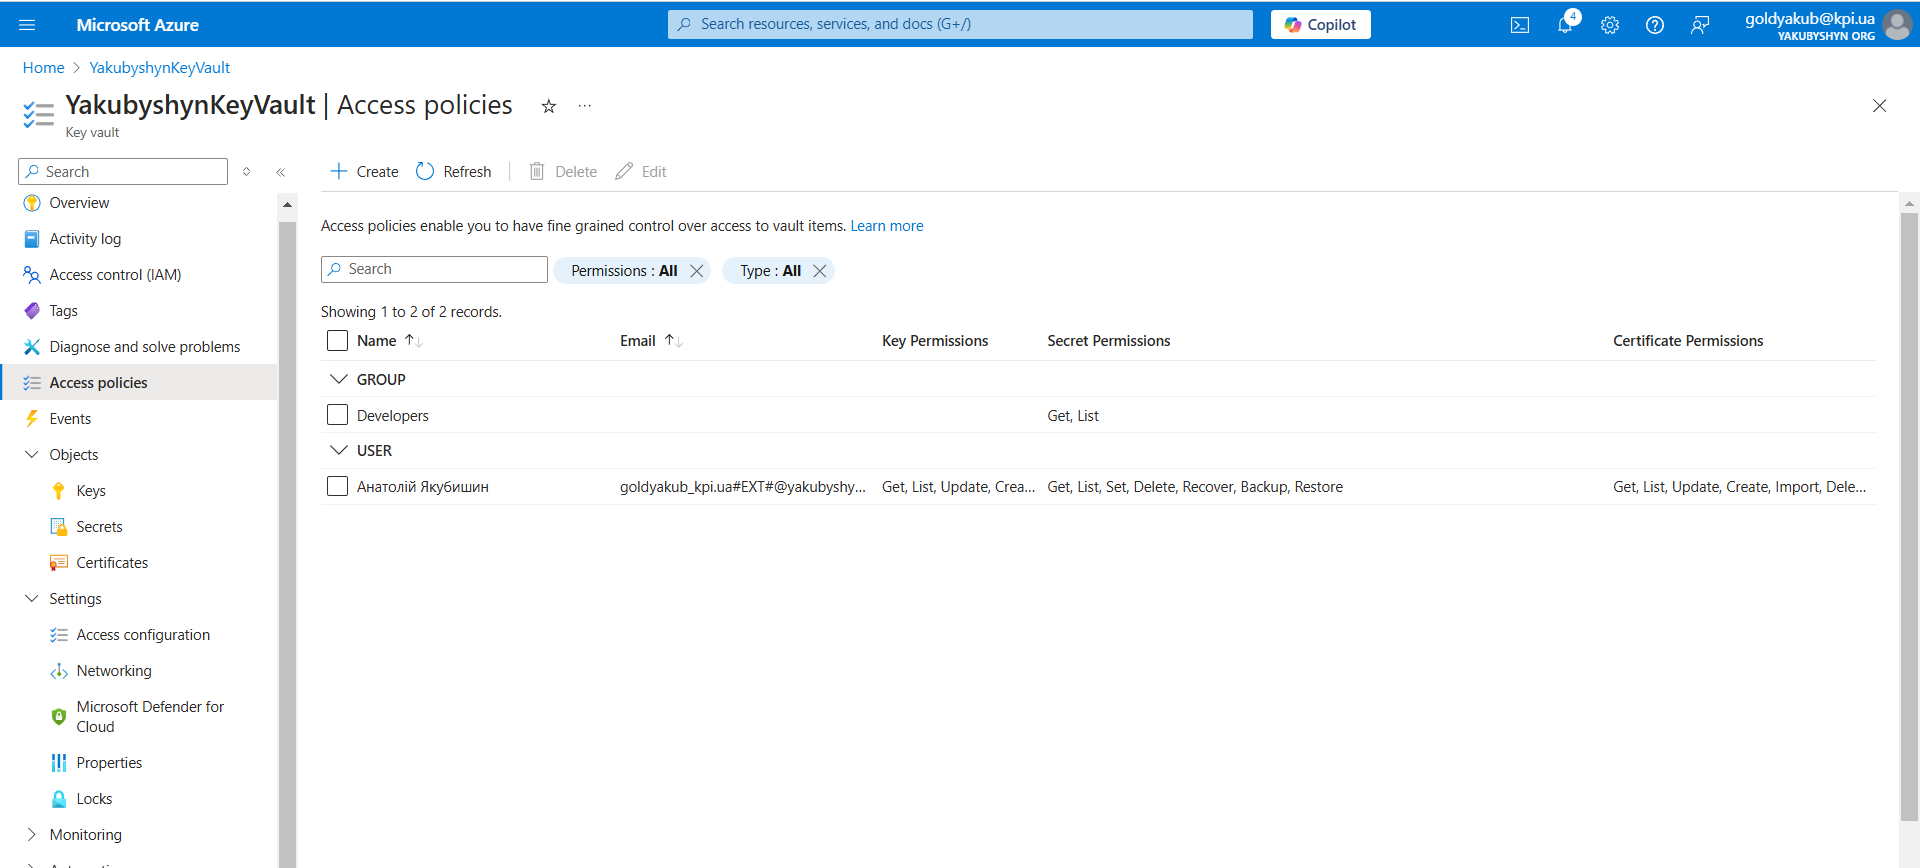 Microsoft Azure
Search resources, services, and docs (G+/)
Copilot
4
goldyakub@kpi.ua
YAKUBYSHYN ORG
Home > YakubyshynKeyVault
YakubyshynKeyVault | Access policies
Key vault
Search
Create
Refresh
Delete
Edit
Overview
Activity log
Access control (IAM)
Tags
Diagnose and solve problems
Access policies
Events
Objects
Keys
Secrets
Certificates
Settings
Access configuration
Networking
Microsoft Defender for
Cloud
Properties
Locks
Monitoring
Access policies enable you to have fine grained control over access to vault items. Learn more
Search
Permissions : All
Type : All
Showing 1 to 2 of 2 records.
Name Email Key Permissions Secret Permissions Certificate Permissions
GROUP
Developers Get, List
USER
Анатолій Якубишин goldyakub_kpi.ua#EXT#@yakubyshy... Get, List, Update, Crea... Get, List, Set, Delete, Recover, Backup, Restore Get, List, Update, Create, Import, Dele...